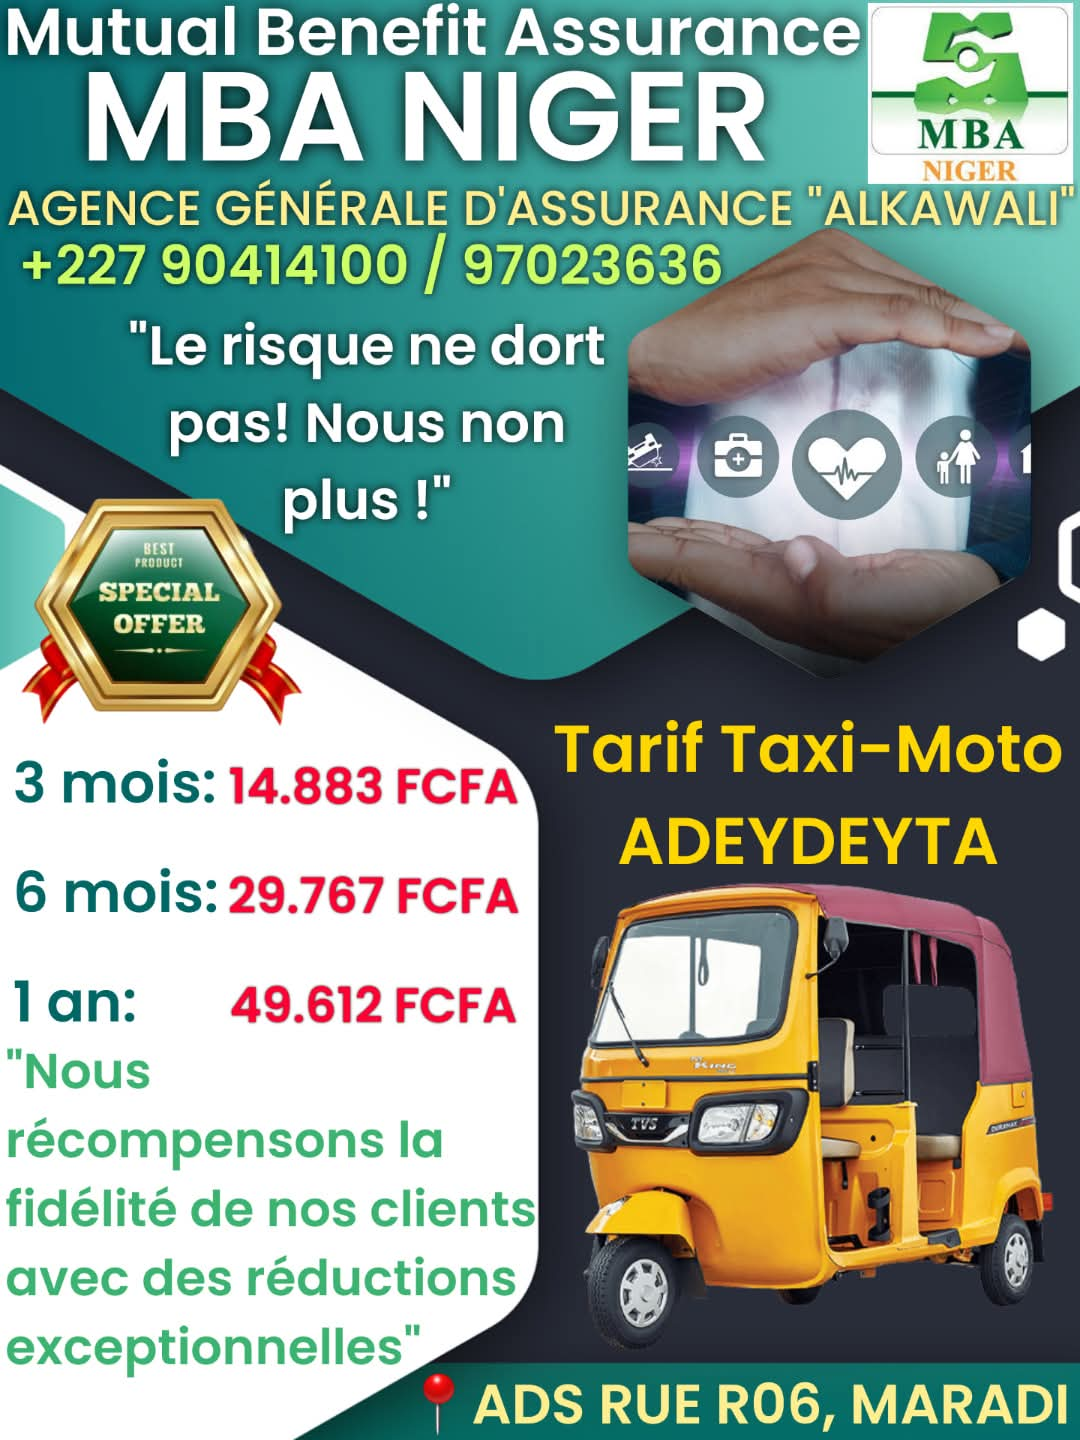 Mutual Benefit Assurance
MBA NIGER
MBA
NIGER
AGENCE GÉNÉRALE D'ASSURANCE "ALKAWALI"
+227 90414100 / 97023636
"Le risque ne dort
pas! Nous non
plus !"
BEST
PRODUCT
SPECIAL
OFFER
Tarif Taxi-Moto
ADEYDEYTA
3 mois: 14.883 FCFA
6 mois: 29.767 FCFA
1 an: 49.612 FCFA
"Nous
récompensons la
fidélité de nos clients
avec des réductions
exceptionnelles"
KING
TVS
DURAMAX
ADS RUE R06, MARADI